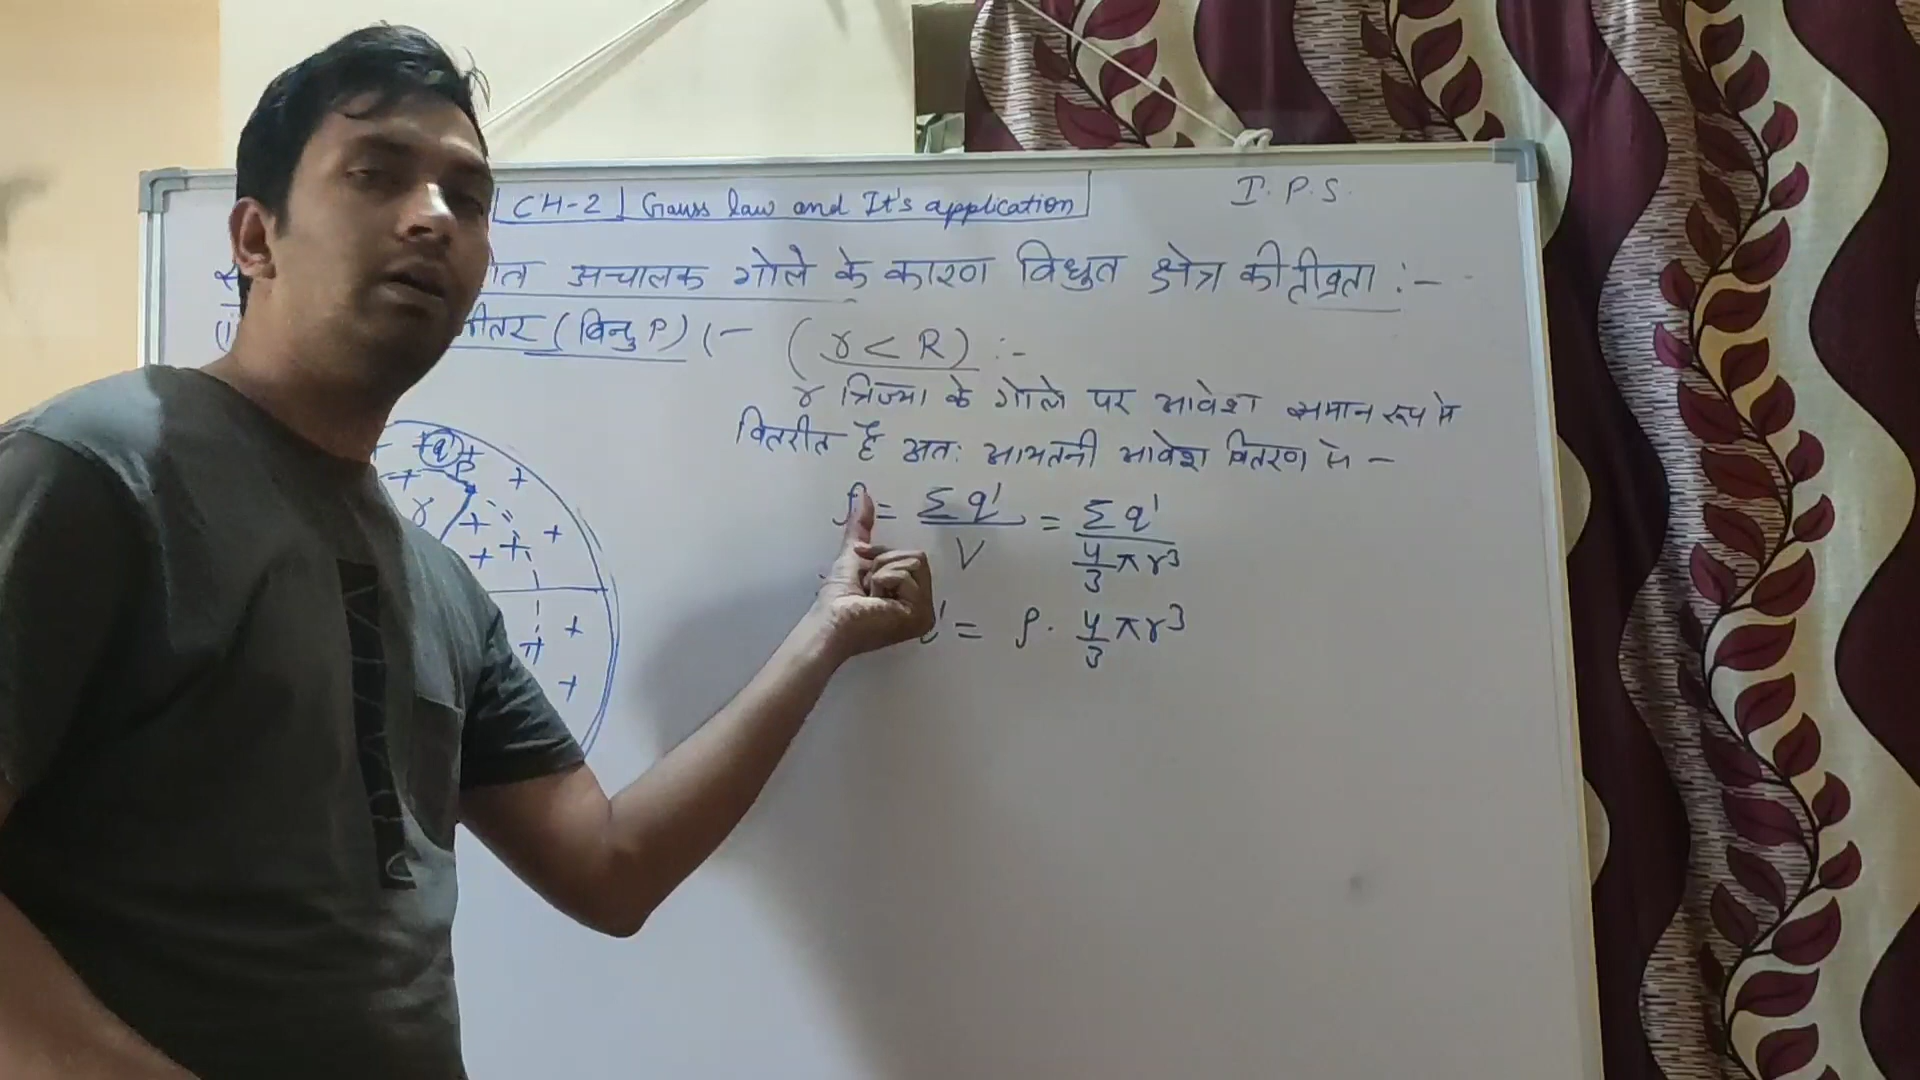 CH-2 Gauss law and It's application
I.P.S.
अचालक गोले के कारण विधुत क्षेत्र की तीव्रता :-
(बिन्दु P) (- (r < R) :-
r त्रिज्या के गोले पर आवेश समान रूप मे
वितरीत है अतः आयतनी आवेश वितरण से -
ρ = Σq' / V = Σq' / 4/3 πr³
' = ρ. 4/3 πr³
q'
P
r